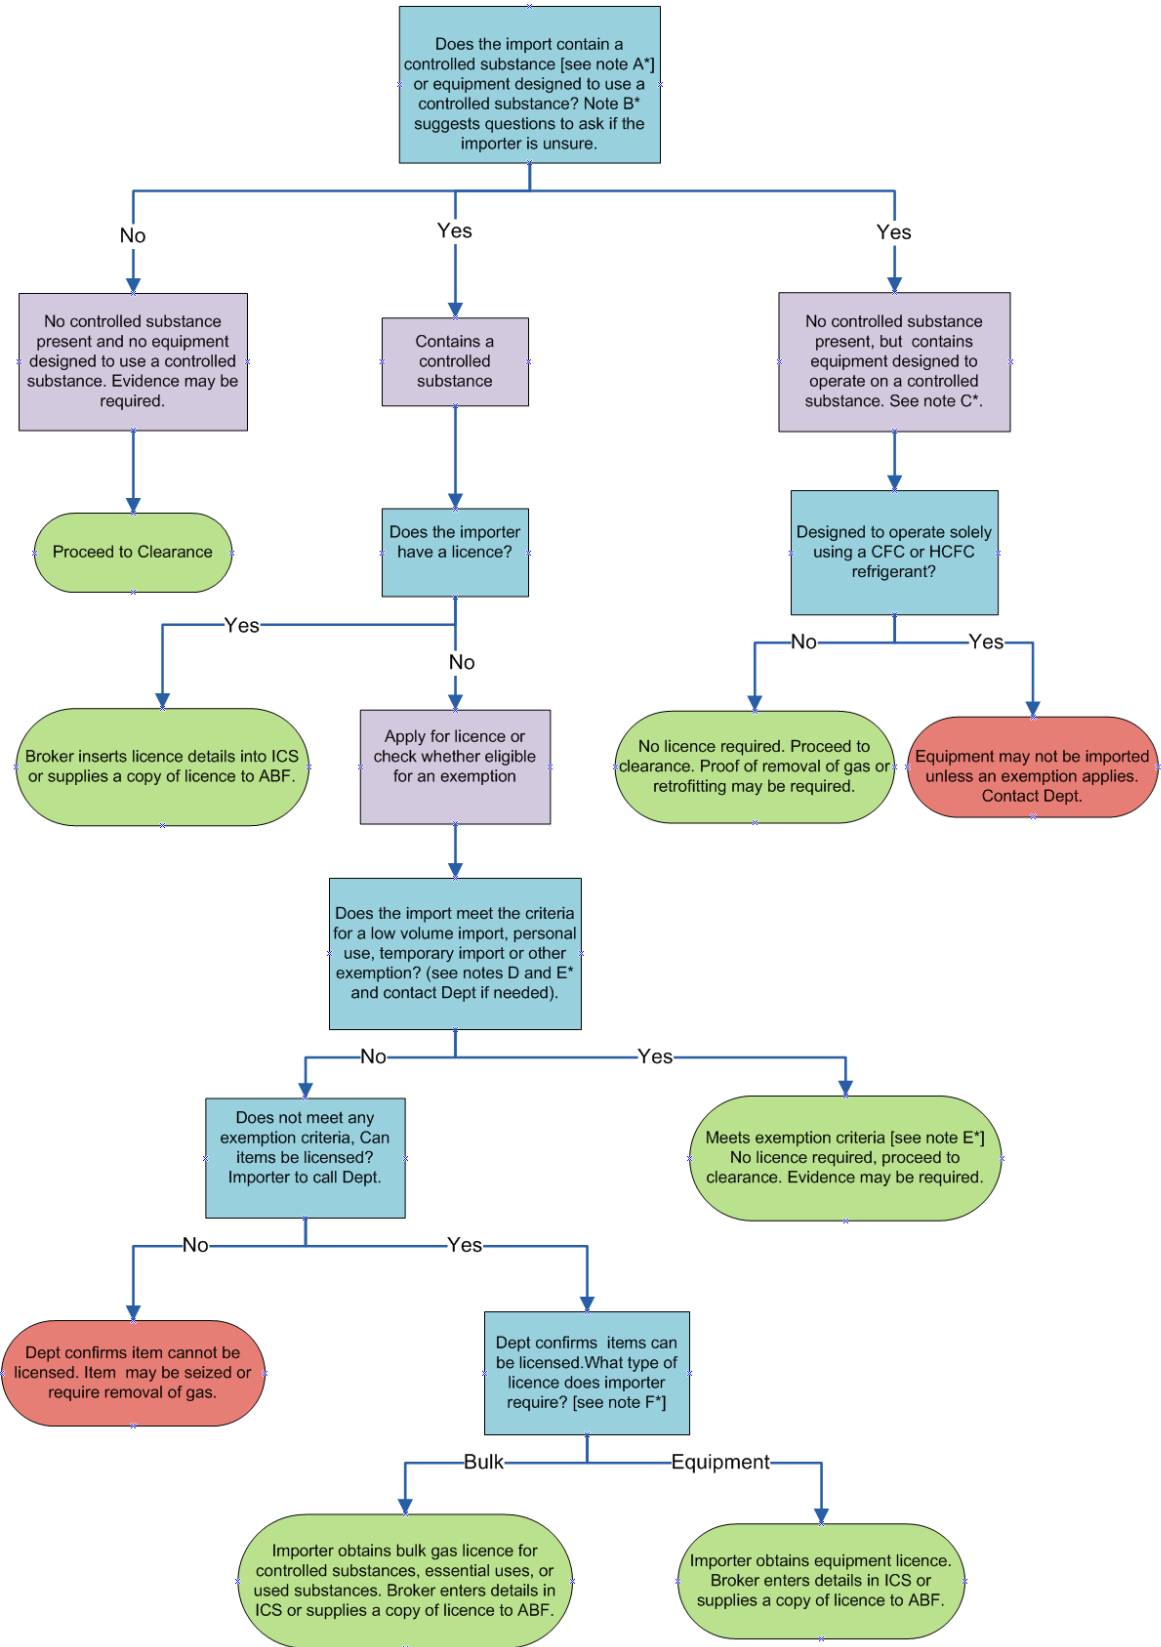 Does the import contain a
controlled substance [see note A*]
or equipment designed to use a
controlled substance? Note B*
suggests questions to ask if the
importer is unsure.
No
Yes
Yes
No controlled substance
present and no equipment
designed to use a controlled
substance. Evidence may be
required.
Contains a
controlled
substance
No controlled substance
present, but contains
equipment designed to
operate on a controlled
substance. See note C*.
Proceed to Clearance
Does the importer
have a licence?
Designed to operate solely
using a CFC or HCFC
refrigerant?
Yes
No
No
Yes
Broker inserts licence details into ICS
or supplies a copy of licence to ABF.
Apply for licence or
check whether eligible
for an exemption
No licence required. Proceed to
clearance. Proof of removal of gas or
retrofitting may be required.
Equipment may not be imported
unless an exemption applies.
Contact Dept.
Does the import meet the criteria
for a low volume import, personal
use, temporary import or other
exemption? (see notes D and E*
and contact Dept if needed).
No
Yes
Does not meet any
exemption criteria, Can
items be licensed?
Importer to call Dept.
Meets exemption criteria [see note E*]
No licence required, proceed to
clearance. Evidence may be required.
No
Yes
Dept confirms item cannot be
licensed. Item may be seized or
require removal of gas.
Dept confirms items can
be licensed.What type of
licence does importer
require? [see note F*]
Bulk
Equipment
Importer obtains bulk gas licence for
controlled substances, essential uses, or
used substances. Broker enters details in
ICS or supplies a copy of licence to ABF.
Importer obtains equipment licence.
Broker enters details in ICS or
supplies a copy of licence to ABF.